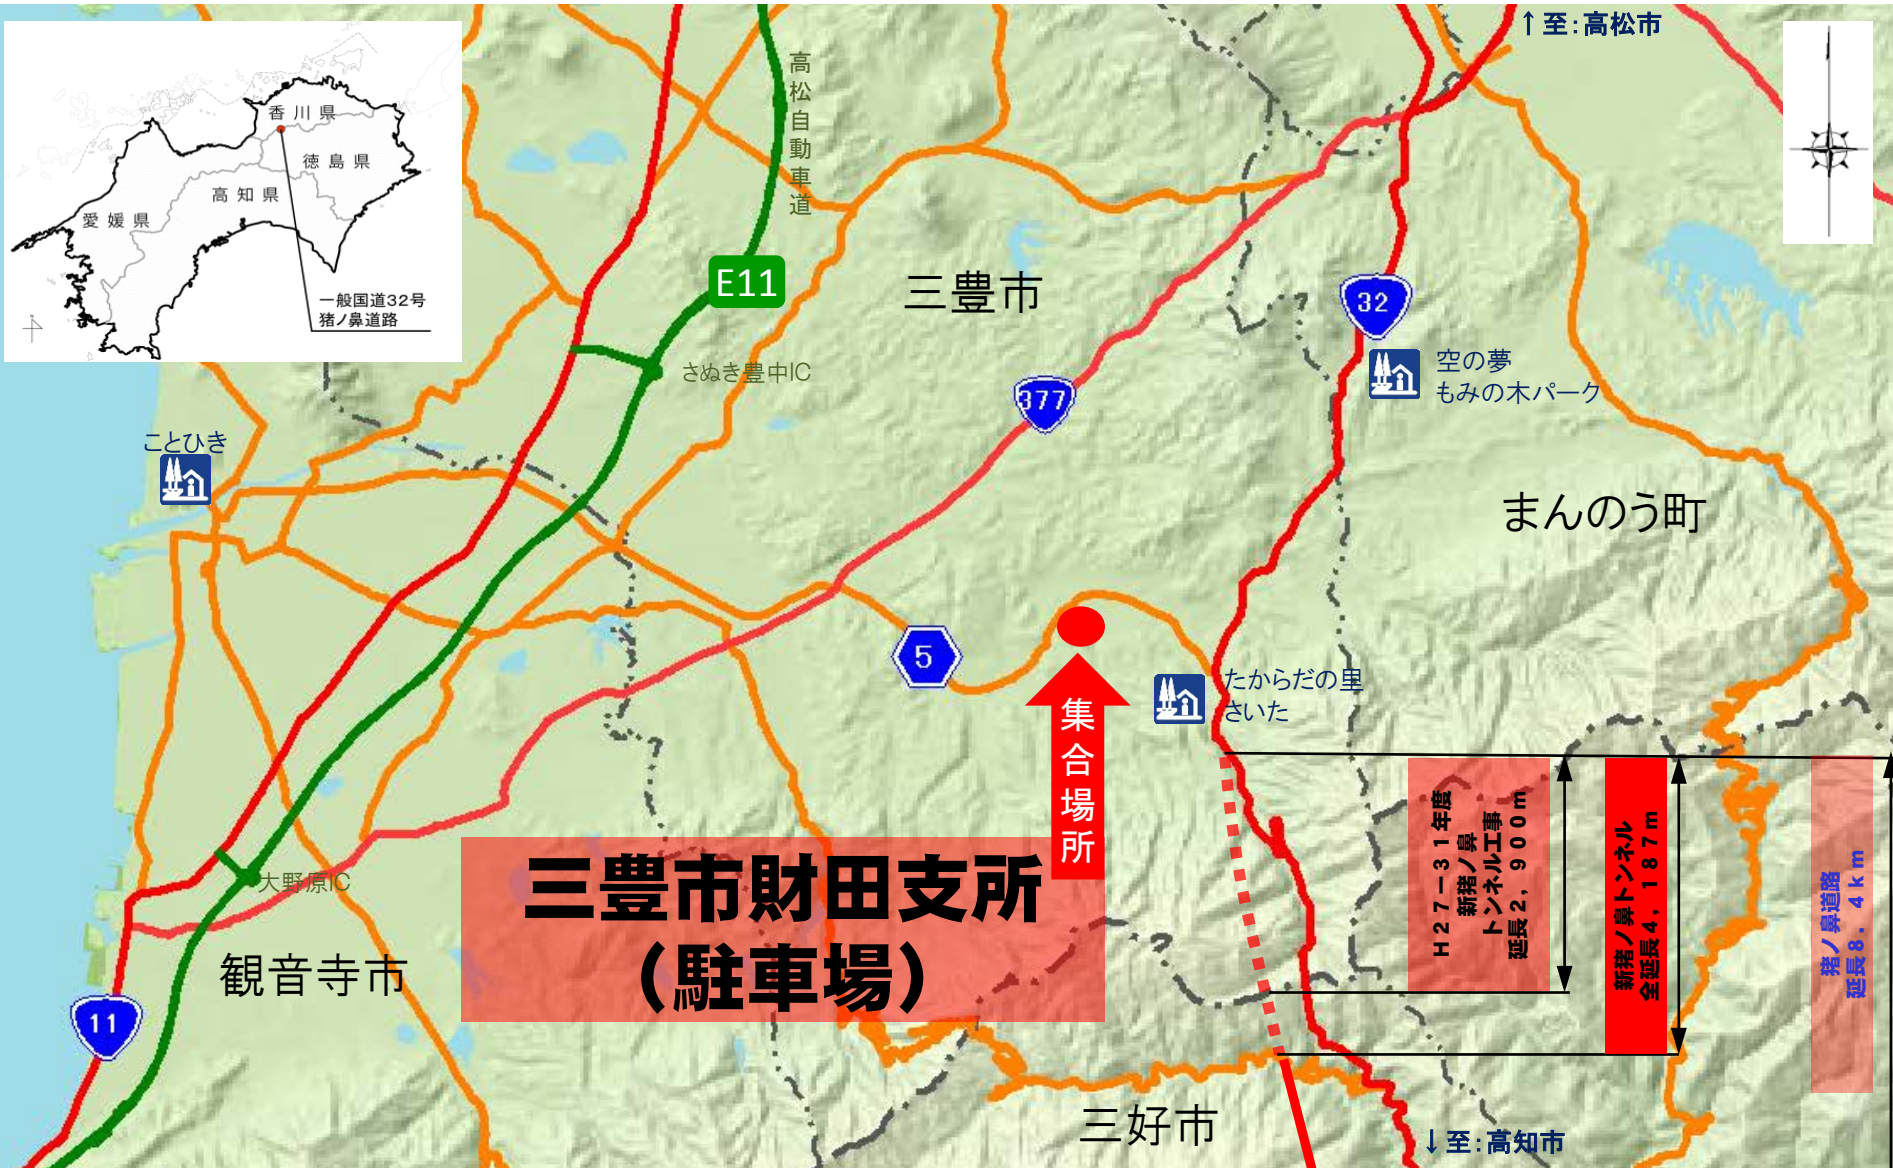 ↑至：高松市
香川県
徳島県
高知県
愛媛県
一般国道32号
猪ノ鼻道路
高松自動車道
E11
三豊市
32
さぬき豊中IC
空の夢
もみの木パーク
377
ことひき
まんのう町
5
たからだの里
さいた
集合場所
H27－31年度
新猪ノ鼻
トンネル工事
延長2，900m
新猪ノ鼻トンネル
全延長4，187m
猪ノ鼻道路
延長8．4km
大野原IC
三豊市財田支所
（駐車場）
観音寺市
11
三好市
↓至：高知市